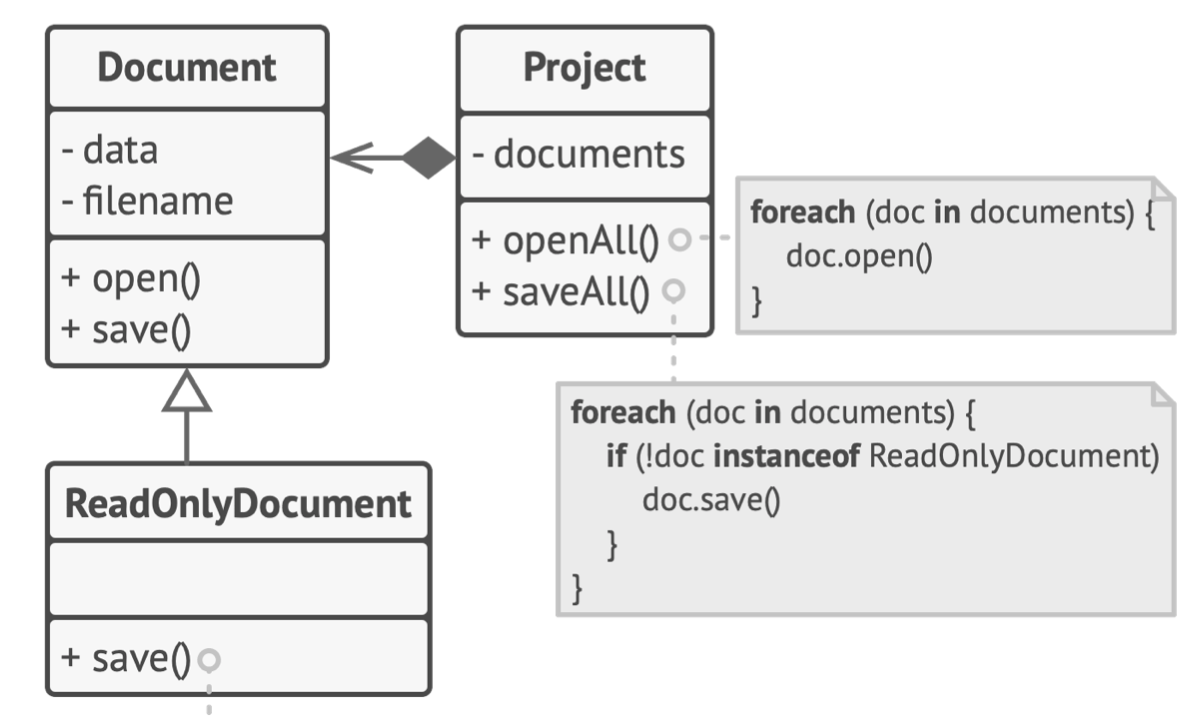 Document
- data
- filename
+ open()
+ save()
Project
- documents
+ openAll()
+ saveAll()
foreach (doc in documents) {
doc.open()
}
foreach (doc in documents) {
if (!doc instanceof ReadOnlyDocument)
doc.save()
}
}
ReadOnlyDocument
+ save()